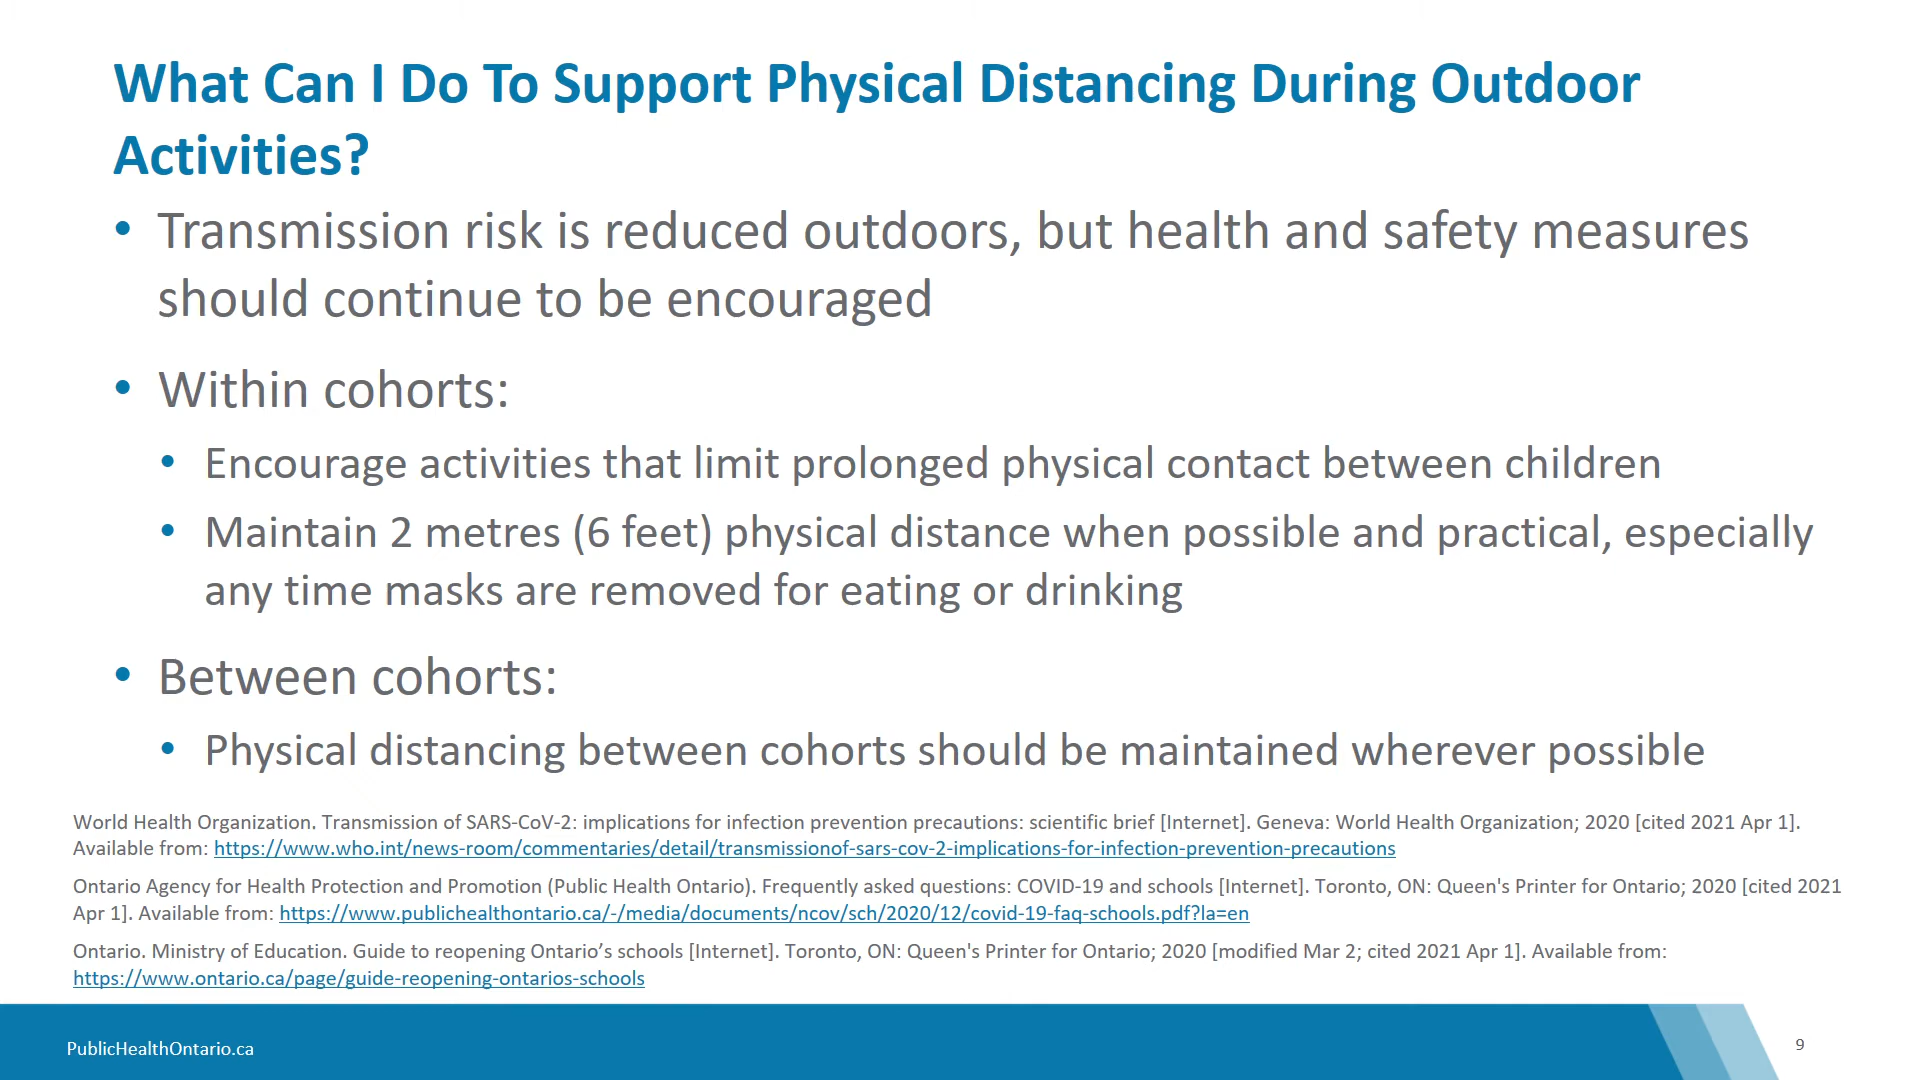 What Can I Do To Support Physical Distancing During Outdoor
Activities?
• Transmission risk is reduced outdoors, but health and safety measures
should continue to be encouraged
• Within cohorts:
• Encourage activities that limit prolonged physical contact between children
• Maintain 2 metres (6 feet) physical distance when possible and practical, especially
any time masks are removed for eating or drinking
• Between cohorts:
• Physical distancing between cohorts should be maintained wherever possible
World Health Organization. Transmission of SARS-CoV-2: implications for infection prevention precautions: scientific brief [Internet]. Geneva: World Health Organization; 2020 [cited 2021 Apr 1].
Available from: https://www.who.int/news-room/commentaries/detail/transmissionof-sars-cov-2-implications-for-infection-prevention-precautions
Ontario Agency for Health Protection and Promotion (Public Health Ontario). Frequently asked questions: COVID-19 and schools [Internet]. Toronto, ON: Queen's Printer for Ontario; 2020 [cited 2021
Apr 1]. Available from: https://www.publichealthontario.ca/-/media/documents/ncov/sch/2020/12/covid-19-faq-schools.pdf?la=en
Ontario. Ministry of Education. Guide to reopening Ontario’s schools [Internet]. Toronto, ON: Queen's Printer for Ontario; 2020 [modified Mar 2; cited 2021 Apr 1]. Available from:
https://www.ontario.ca/page/guide-reopening-ontarios-schools
PublicHealthOntario.ca
9